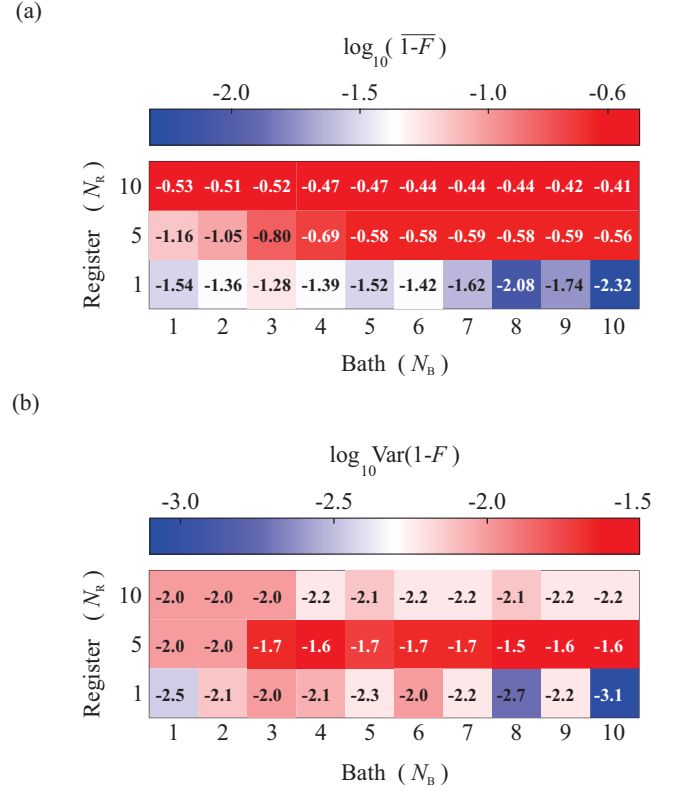 (a)
log10( 1-F )
-2.0 -1.5 -1.0 -0.6
Register ( NR )
10 -0.53 -0.51 -0.52 -0.47 -0.47 -0.44 -0.44 -0.44 -0.42 -0.41
5 -1.16 -1.05 -0.80 -0.69 -0.58 -0.58 -0.59 -0.58 -0.59 -0.56
1 -1.54 -1.36 -1.28 -1.39 -1.52 -1.42 -1.62 -2.08 -1.74 -2.32
1 2 3 4 5 6 7 8 9 10
Bath ( NB )
(b)
log10Var(1-F)
-3.0 -2.5 -2.0 -1.5
Register ( NR )
10 -2.0 -2.0 -2.0 -2.2 -2.1 -2.2 -2.2 -2.1 -2.2 -2.2
5 -2.0 -2.0 -1.7 -1.6 -1.7 -1.7 -1.7 -1.5 -1.6 -1.6
1 -2.5 -2.1 -2.0 -2.1 -2.3 -2.0 -2.2 -2.7 -2.2 -3.1
1 2 3 4 5 6 7 8 9 10
Bath ( NB )